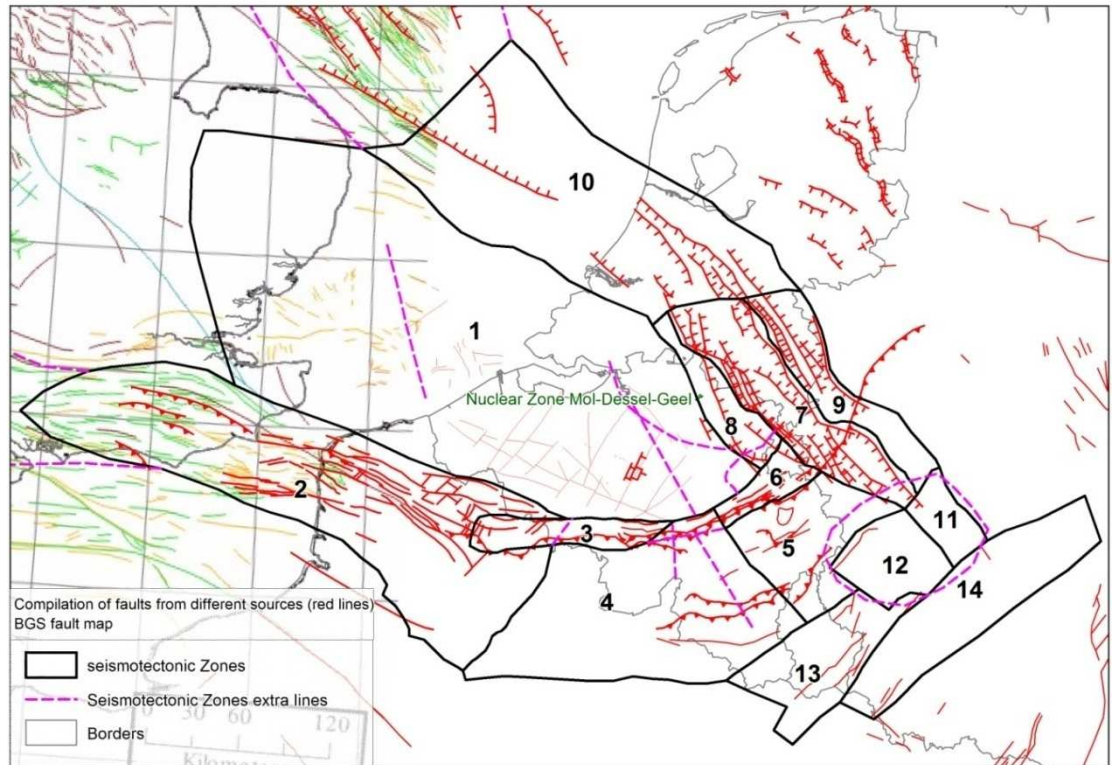 10
1
Nuclear Zone Mol-Dessel-Geel
8
7
9
6
2
3
5
11
12
14
4
13
Compilation of faults from different sources (red lines)
BGS fault map
seismotectonic Zones
Seismotectonic Zones extra lines
0 30 60 120
Borders